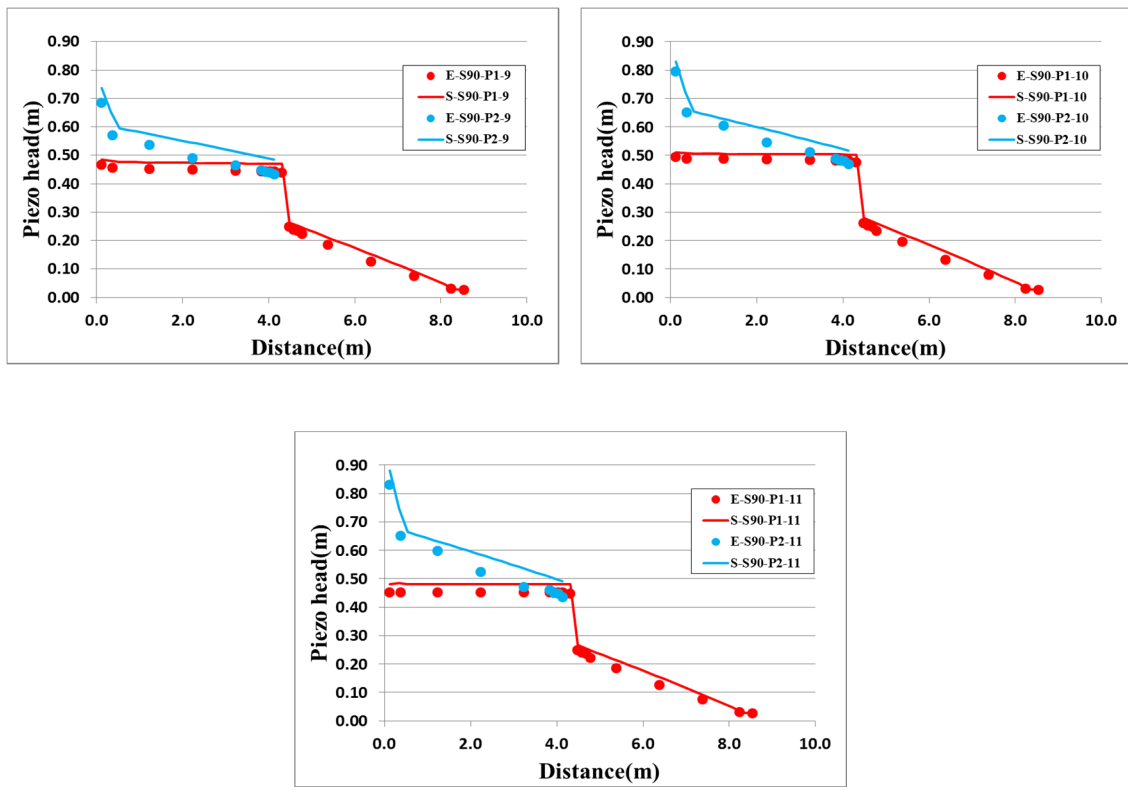 0.90
0.80
0.70
0.60
0.50
0.40
0.30
0.20
0.10
0.00
Piezo head(m)
0.0 2.0 4.0 6.0 8.0 10.0
Distance(m)
E-S90-P1-9
S-S90-P1-9
E-S90-P2-9
S-S90-P2-9
0.90
0.80
0.70
0.60
0.50
0.40
0.30
0.20
0.10
0.00
Piezo head(m)
0.0 2.0 4.0 6.0 8.0 10.0
Distance(m)
E-S90-P1-10
S-S90-P1-10
E-S90-P2-10
S-S90-P2-10
0.90
0.80
0.70
0.60
0.50
0.40
0.30
0.20
0.10
0.00
Piezo head(m)
0.0 2.0 4.0 6.0 8.0 10.0
Distance(m)
E-S90-P1-11
S-S90-P1-11
E-S90-P2-11
S-S90-P2-11